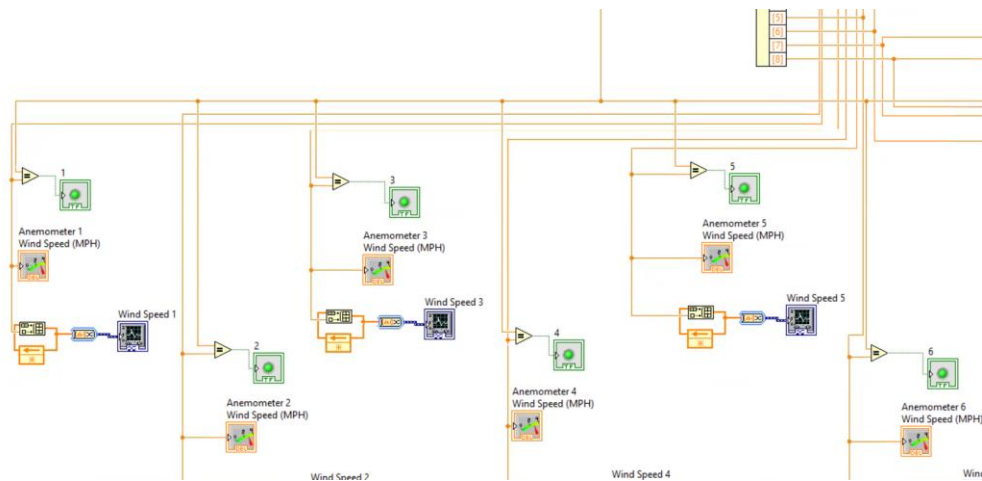 [5]
[6]
[7]
[8]
1
Anemometer 1
Wind Speed (MPH)
Wind Speed 1
2
Anemometer 2
Wind Speed (MPH)
Wind Speed 2
3
Anemometer 3
Wind Speed (MPH)
Wind Speed 3
4
Anemometer 4
Wind Speed (MPH)
Wind Speed 4
5
Anemometer 5
Wind Speed (MPH)
Wind Speed 5
6
Anemometer 6
Wind Speed (MPH)